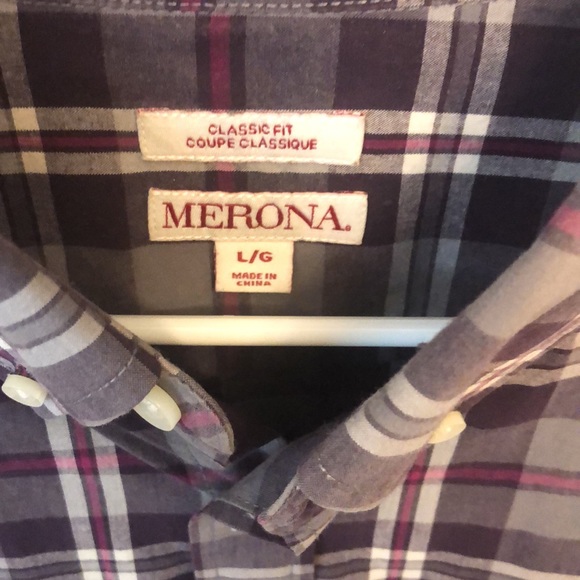 CLASSIC FIT
COUPE CLASSIQUE
MERONA.
L/G
MADE IN
CHINA